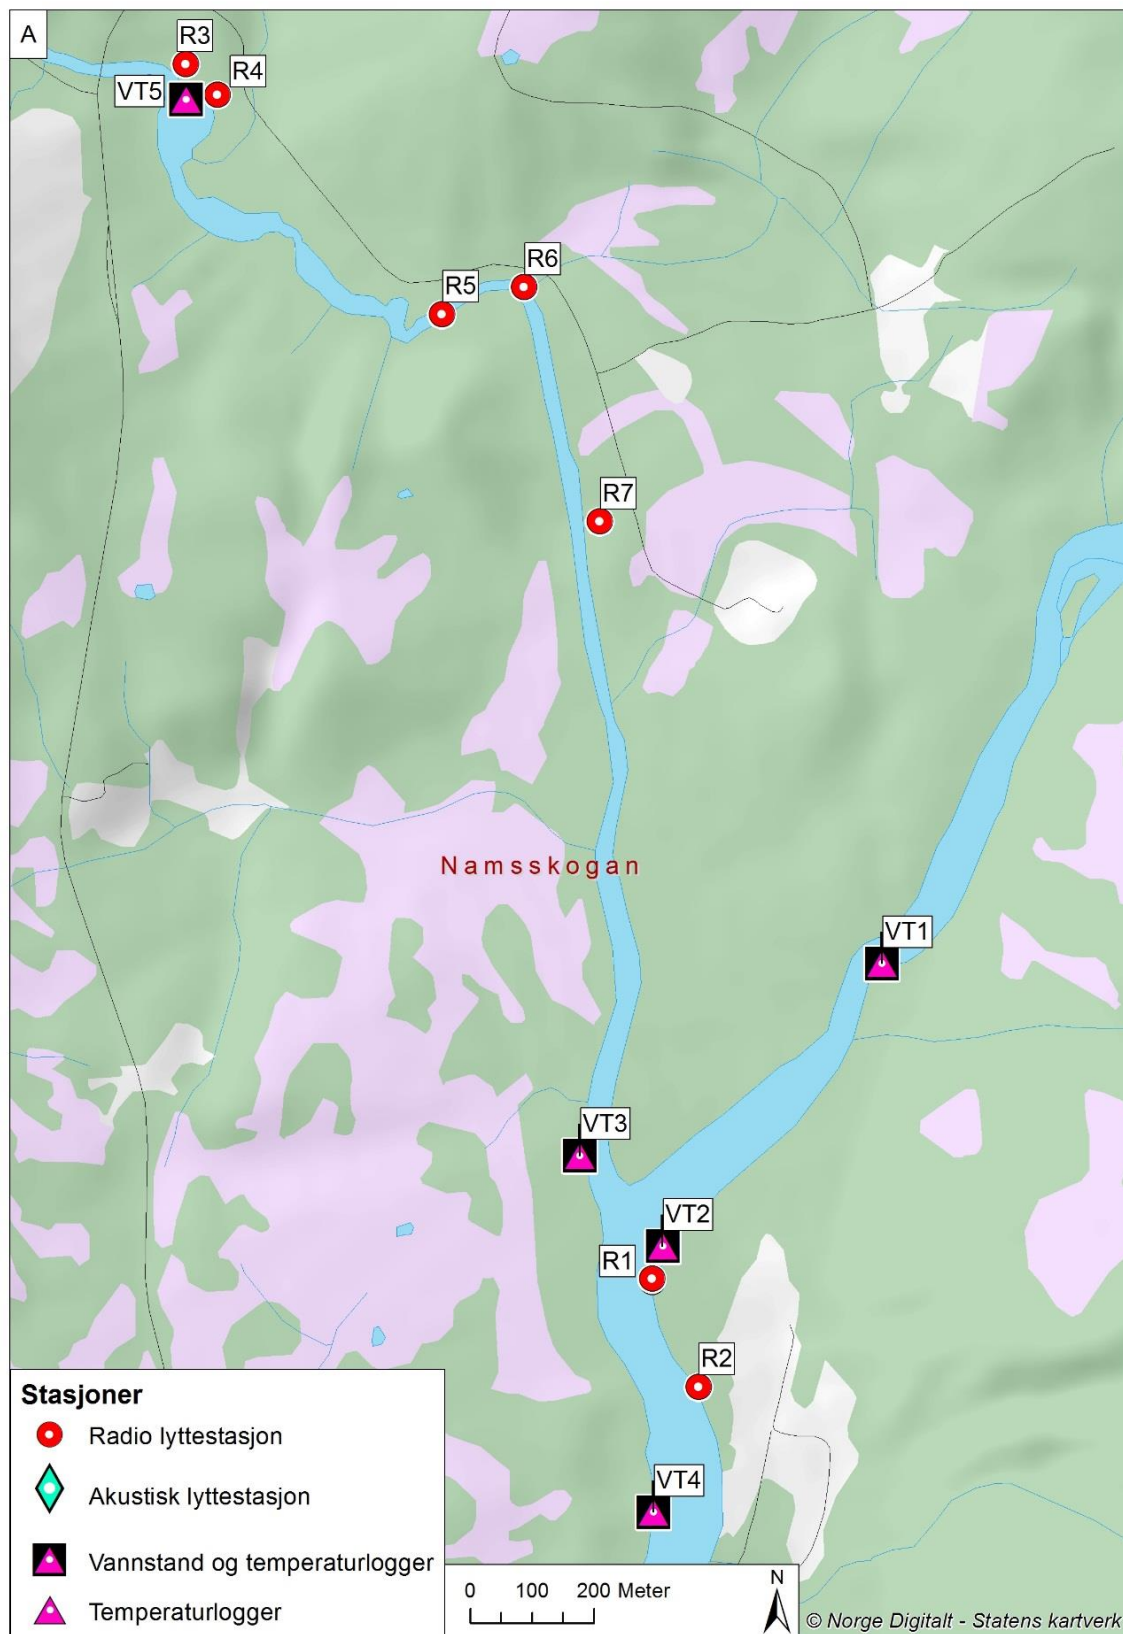 A
R3
R4
VT5
R6
R5
R7
Namsskogan
VT1
VT3
VT2
R1
R2
VT4
Stasjoner
Radio lyttestasjon
Akustisk lyttestasjon
Vannstand og temperaturlogger
Temperaturlogger
0 100 200 Meter
N
© Norge Digitalt - Statens kartverk